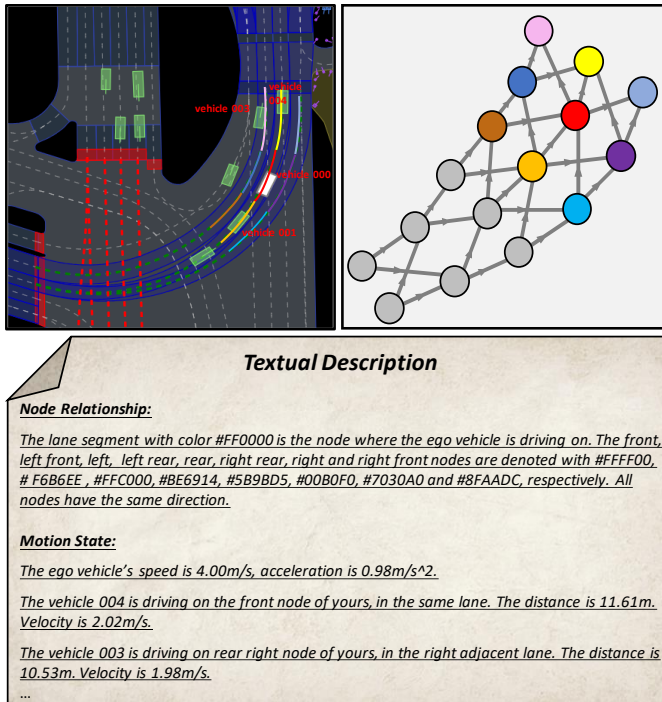 vehicle
004
vehicle 003
vehicle 000
vehicle 001
Textual Description
Node Relationship:
The lane segment with color #FF0000 is the node where the ego vehicle is driving on. The front,
left front, left,  left rear, rear, right rear, right and right front nodes are denoted with #FFFF00,
# F6B6EE , #FFC000, #BE6914, #5B9BD5, #00B0F0, #7030A0 and #8FAADC, respectively. All
nodes have the same direction.
Motion State:
The ego vehicle's speed is 4.00m/s, acceleration is 0.98m/s^2.
The vehicle 004 is driving on the front node of yours, in the same lane. The distance is 11.61m.
Velocity is 2.02m/s.
The vehicle 003 is driving on rear right node of yours, in the right adjacent lane. The distance is
10.53m. Velocity is 1.98m/s.
...